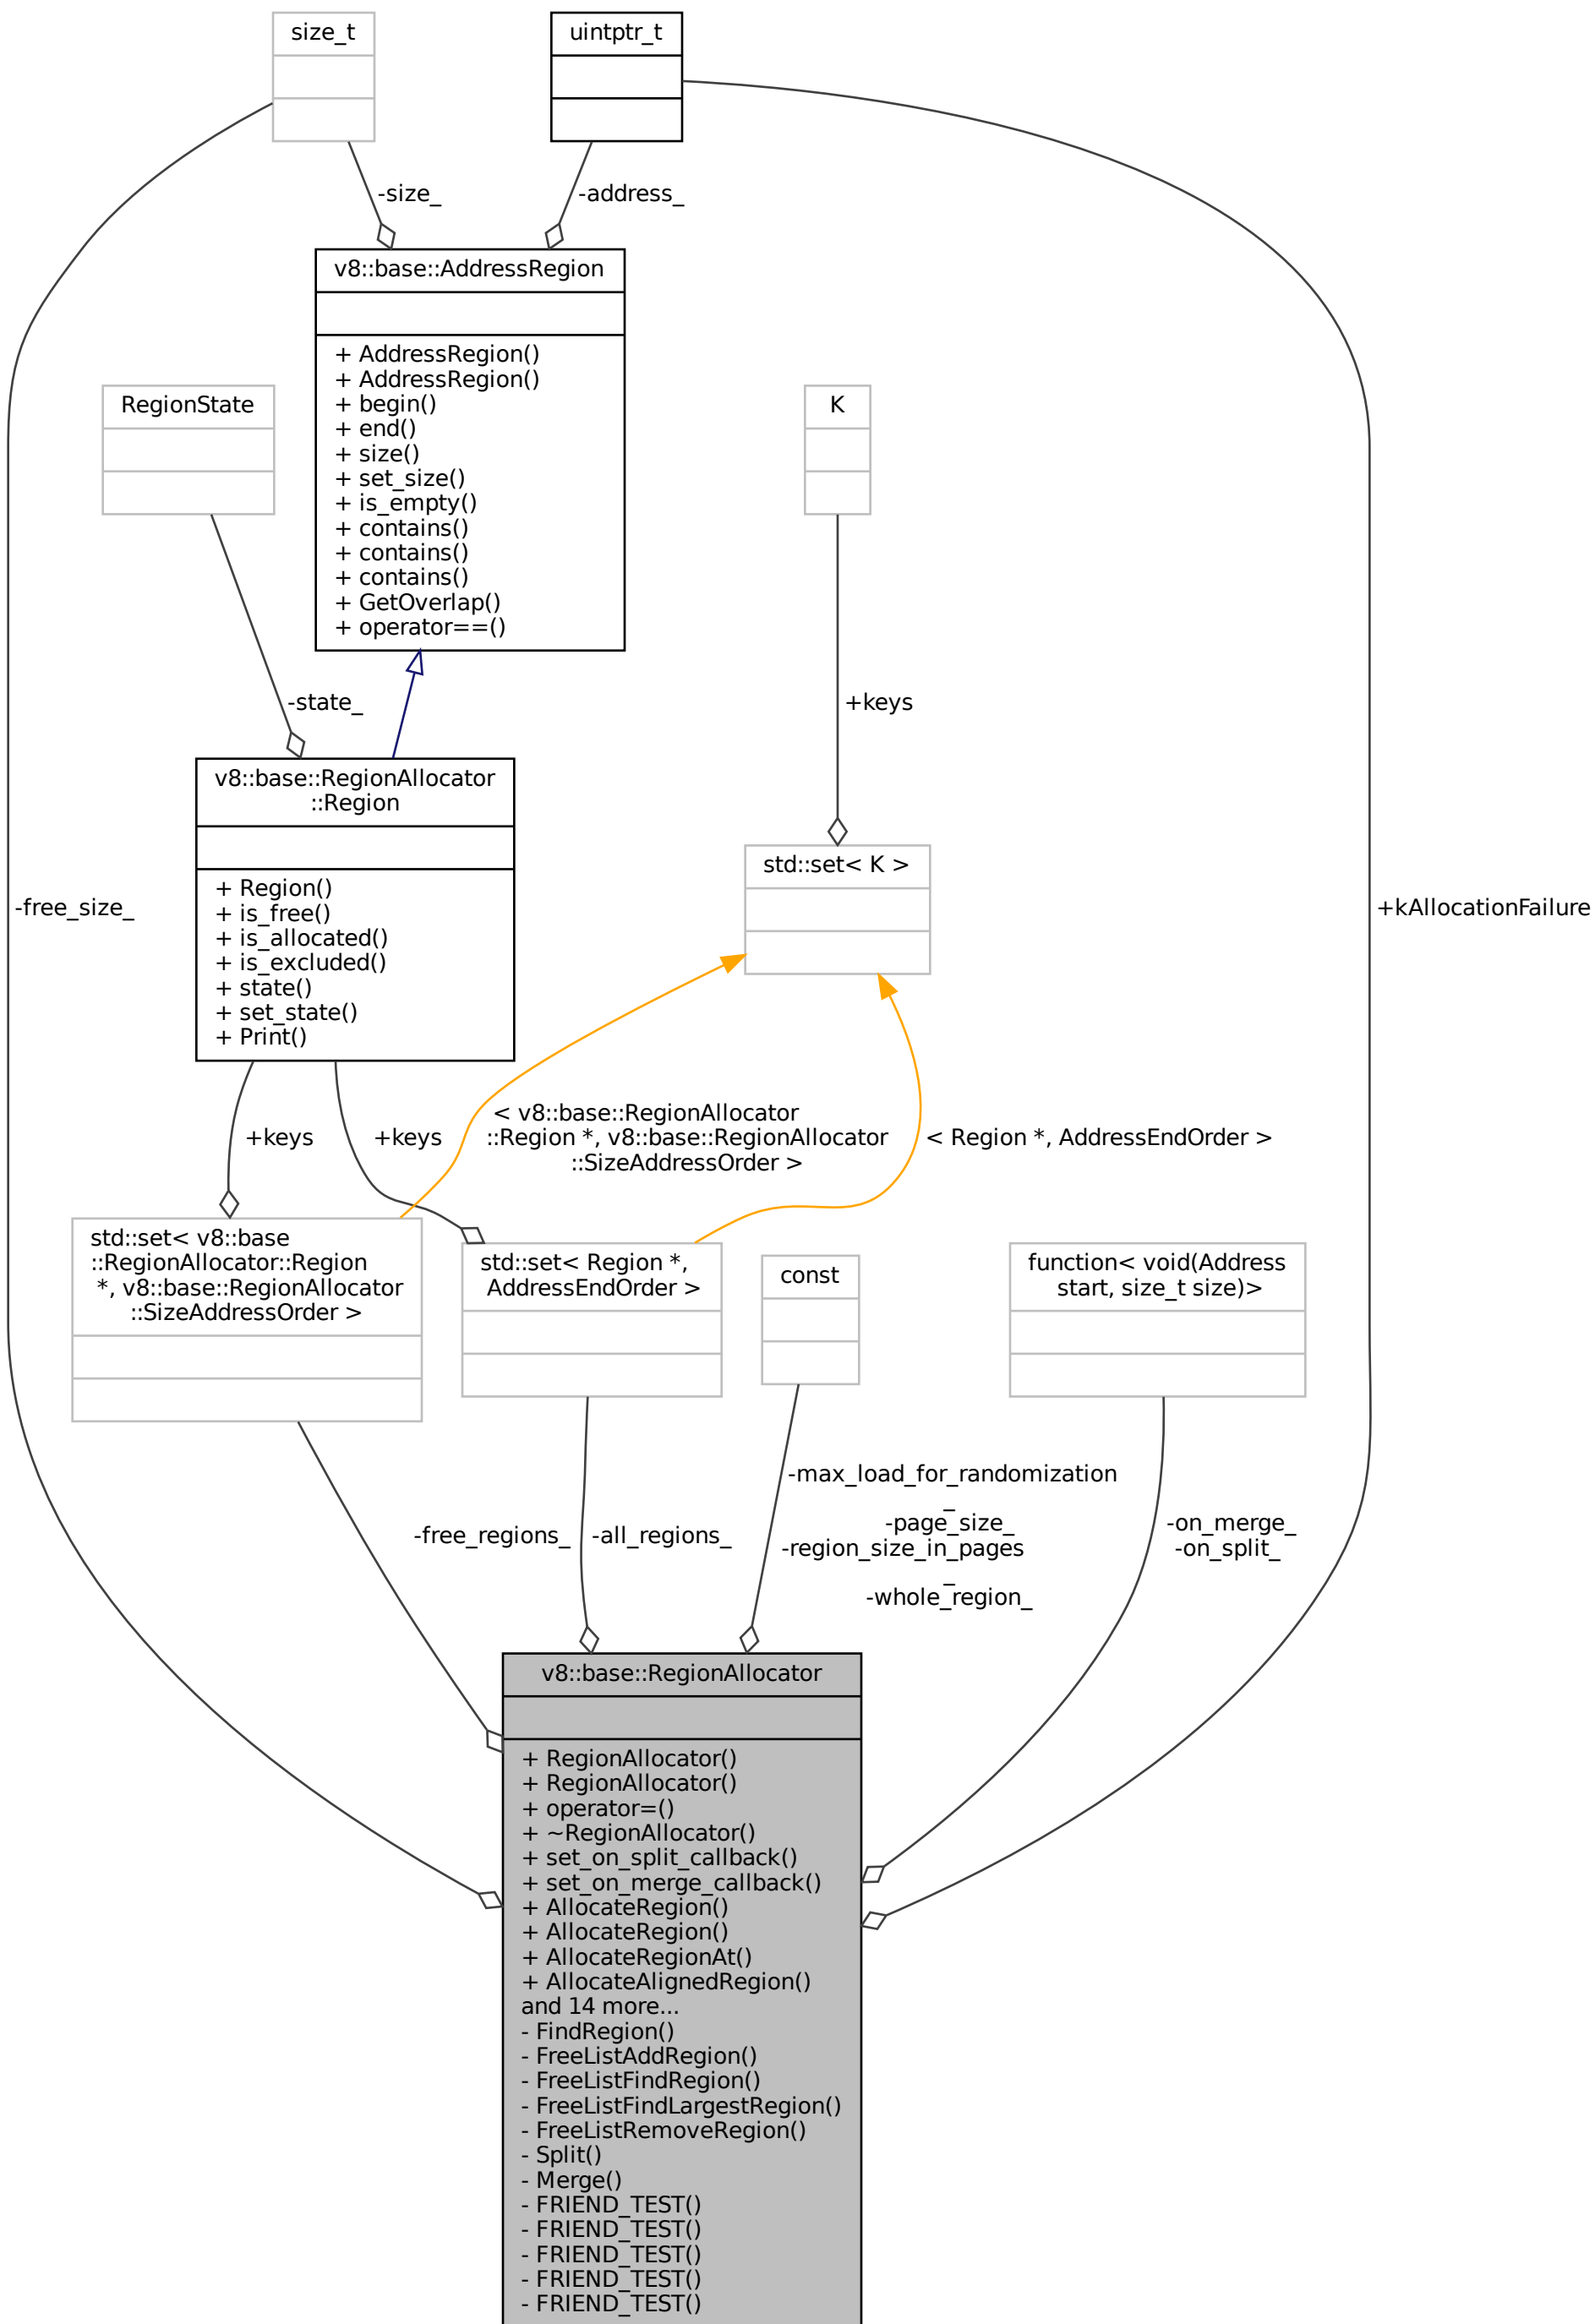 size_t
uintptr_t
-size_
-address_
v8::base::AddressRegion
+ AddressRegion()
+ AddressRegion()
+ begin()
+ end()
+ size()
+ set_size()
+ is_empty()
+ contains()
+ contains()
+ contains()
+ GetOverlap()
+ operator==()
RegionState
K
-state_
+keys
v8::base::RegionAllocator
::Region
+ Region()
+ is_free()
+ is_allocated()
+ is_excluded()
+ state()
+ set_state()
+ Print()
std::set< K >
-free_size_
+kAllocationFailure
+keys
+keys
< v8::base::RegionAllocator
::Region *, v8::base::RegionAllocator
::SizeAddressOrder >
< Region *, AddressEndOrder >
std::set< v8::base
::RegionAllocator::Region
*, v8::base::RegionAllocator
::SizeAddressOrder >
std::set< Region *,
AddressEndOrder >
const
function< void(Address
start, size_t size)>
-free_regions_
-all_regions_
-max_load_for_randomization
_
-page_size_
-region_size_in_pages
_
-whole_region_
-on_merge_
-on_split_
v8::base::RegionAllocator
+ RegionAllocator()
+ RegionAllocator()
+ operator=()
+ ~RegionAllocator()
+ set_on_split_callback()
+ set_on_merge_callback()
+ AllocateRegion()
+ AllocateRegion()
+ AllocateRegionAt()
+ AllocateAlignedRegion()
and 14 more...
- FindRegion()
- FreeListAddRegion()
- FreeListFindRegion()
- FreeListFindLargestRegion()
- FreeListRemoveRegion()
- Split()
- Merge()
- FRIEND_TEST()
- FRIEND_TEST()
- FRIEND_TEST()
- FRIEND_TEST()
- FRIEND_TEST()